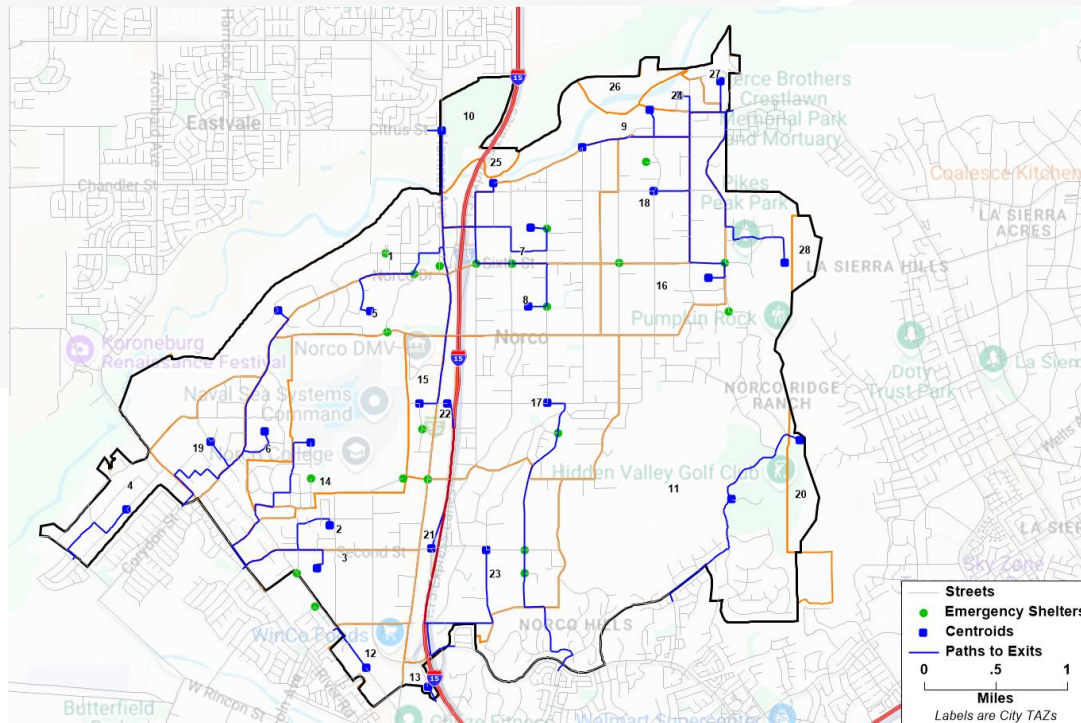 15
27
Pierce Brothers
Crestlawn
Memorial Park
and Mortuary
26
24
10
Eastvale
Harrison Ave
Archibald Ave
Citrus St
9
25
Chandler St
Coalesce Kitchen
Pikes
Peak Park
18
LA SIERRA
ACRES
28
1
7
Sixth St
Norco Dr
LA SIERRA HILLS
16
5
8
Pumpkin Rock
Koroneburg
Renaissance Festival
Norco DMV
Norco
15
Doty
Trust Park
La Sierra
15
NORCO RIDGE
RANCH
Naval Sea Systems
Command
22
17
19
6
Norco College
4
14
Hidden Valley Golf Club
11
20
Corydon St
2
21
Second St
3
23
Sky Zone
NORCO HILLS
WinCo Foods
12
13
15
W Rincon St
Butterfield
Walmart Supercenter
Streets
Emergency Shelters
Centroids
Paths to Exits
0 .5 1
Miles
Labels are City TAZs